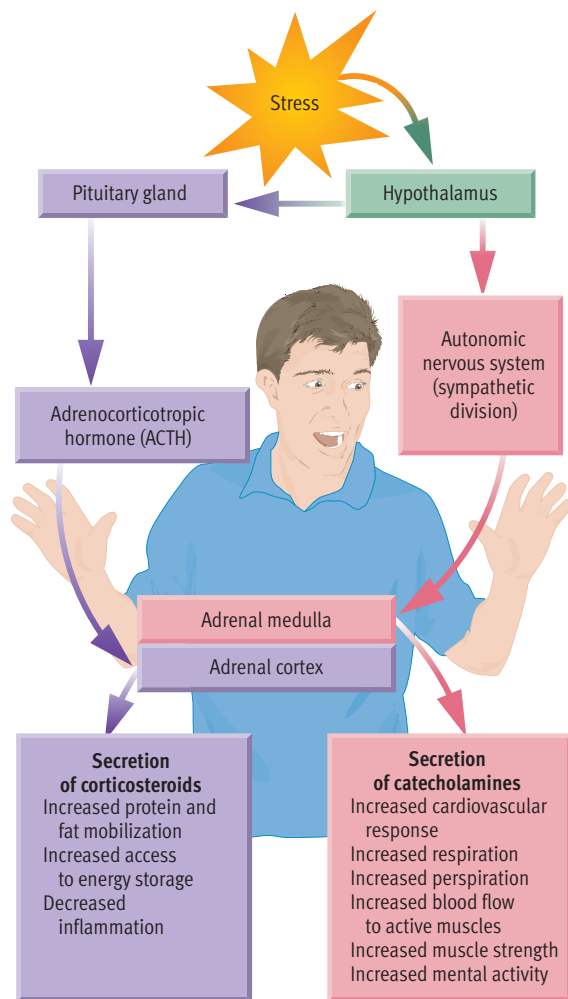 Stress
Pituitary gland
Hypothalamus
Autonomic
nervous system
(sympathetic
division)
Adrenocorticotropic
hormone (ACTH)
Adrenal medulla
Adrenal cortex
Secretion
of corticosteroids
Increased protein and
fat mobilization
Increased access
to energy storage
Decreased
inflammation
Secretion
of catecholamines
Increased cardiovascular
response
Increased respiration
Increased perspiration
Increased blood flow
to active muscles
Increased muscle strength
Increased mental activity